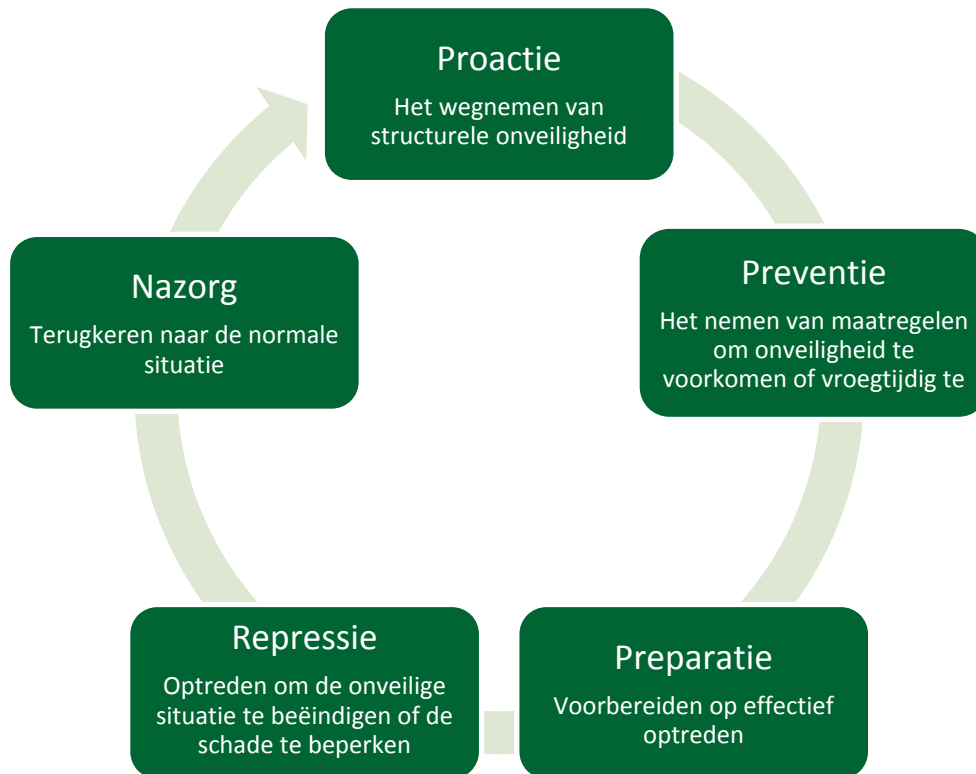 Proactie
Het wegnemen van
structurele onveiligheid
Preventie
Het nemen van maatregelen
om onveiligheid te
voorkomen of vroegtijdig te
Preparatie
Voorbereiden op effectief
optreden
Repressie
Optreden om de onveilige
situatie te beëindigen of de
schade te beperken
Nazorg
Terugkeren naar de normale
situatie